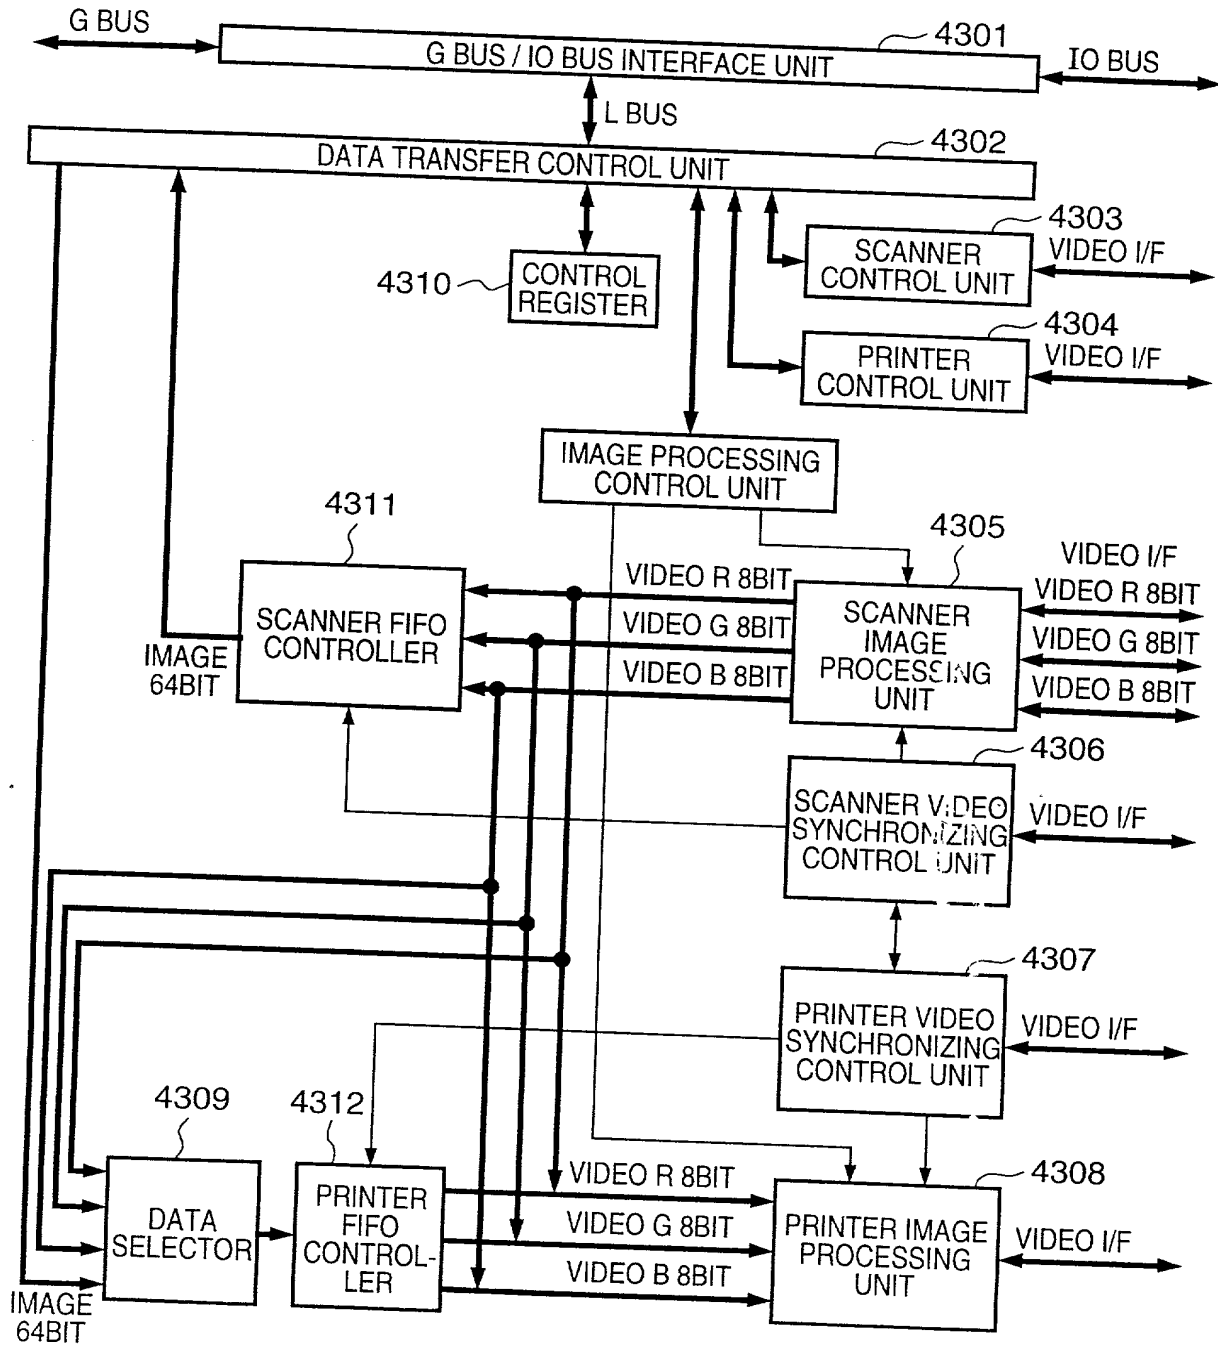 G BUS
4301
G BUS / IO BUS INTERFACE UNIT
IO BUS
L BUS
4302
DATA TRANSFER CONTROL UNIT
4303
SCANNER
CONTROL UNIT
VIDEO I/F
4310
CONTROL
REGISTER
4304
PRINTER
CONTROL UNIT
VIDEO I/F
IMAGE PROCESSING
CONTROL UNIT
4311
SCANNER FIFO
CONTROLLER
IMAGE
64BIT
VIDEO R 8BIT
VIDEO G 8BIT
VIDEO B 8BIT
4305
SCANNER
IMAGE
PROCESSING
UNIT
VIDEO I/F
VIDEO R 8BIT
VIDEO G 8BIT
VIDEO B 8BIT
4306
SCANNER VIDEO
SYNCHRONIZING
CONTROL UNIT
VIDEO I/F
4307
PRINTER VIDEO
SYNCHRONIZING
CONTROL UNIT
VIDEO I/F
4309
DATA
SELECTOR
IMAGE
64BIT
4312
PRINTER
FIFO
CONTROL-
LER
VIDEO R 8BIT
VIDEO G 8BIT
VIDEO B 8BIT
4308
PRINTER IMAGE
PROCESSING
UNIT
VIDEO I/F